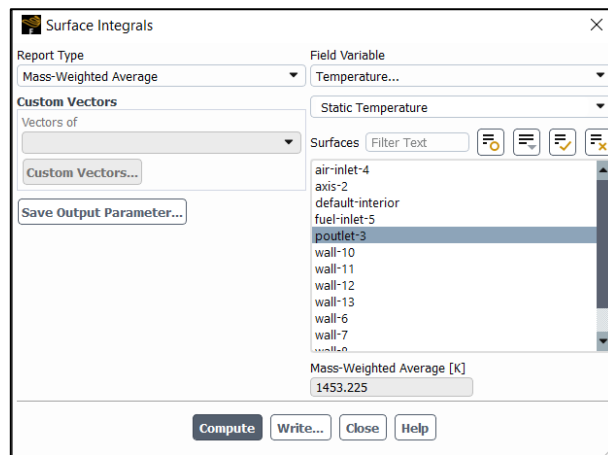 Surface Integrals
Report Type
Mass-Weighted Average
Custom Vectors
Vectors of
Custom Vectors...
Save Output Parameter...
Field Variable
Temperature...
Static Temperature
Surfaces Filter Text
air-inlet-4
axis-2
default-interior
fuel-inlet-5
poutlet-3
wall-10
wall-11
wall-12
wall-13
wall-6
wall-7
Mass-Weighted Average [K]
1453.225
Compute Write... Close Help